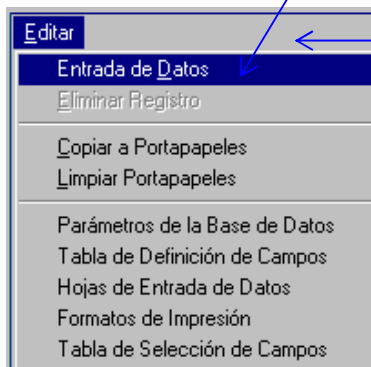 Editar
Entrada de Datos
Eliminar Registro
Copiar a Portapapeles
Limpiar Portapapeles
Parámetros de la Base de Datos
Tabla de Definición de Campos
Hojas de Entrada de Datos
Formatos de Impresión
Tabla de Selección de Campos